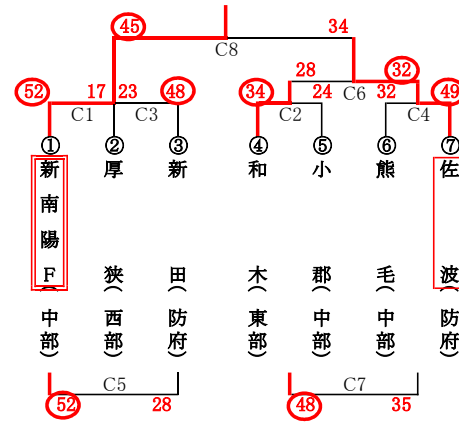 45 34
C8
28 32
52 17 23 48 34 24 C6 32 49
C1 C3 C2 C4
① ② ③ ④ ⑤ ⑥ ⑦
新南陽F(中部)
厚狭(西部)
新田(防府)
和木(東部)
小郡(中部)
熊毛(中部)
佐波(防府)
C5 C7
52 28 48 35